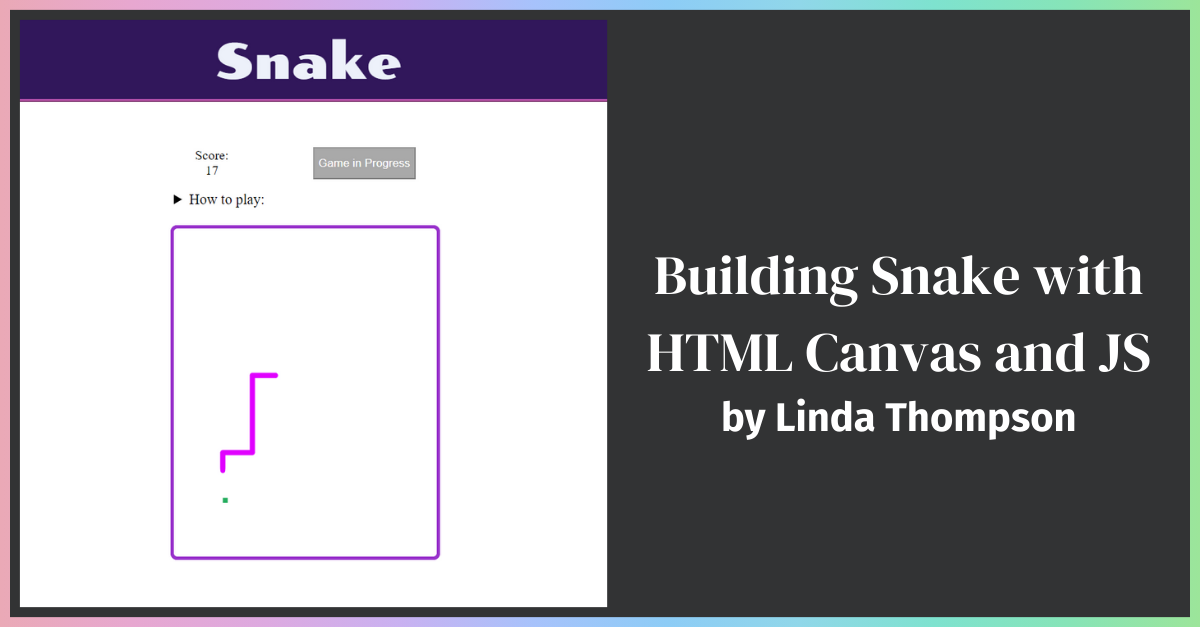 Snake
Score:
17
Game in Progress
▶ How to play:
Building Snake with
HTML Canvas and JS
by Linda Thompson